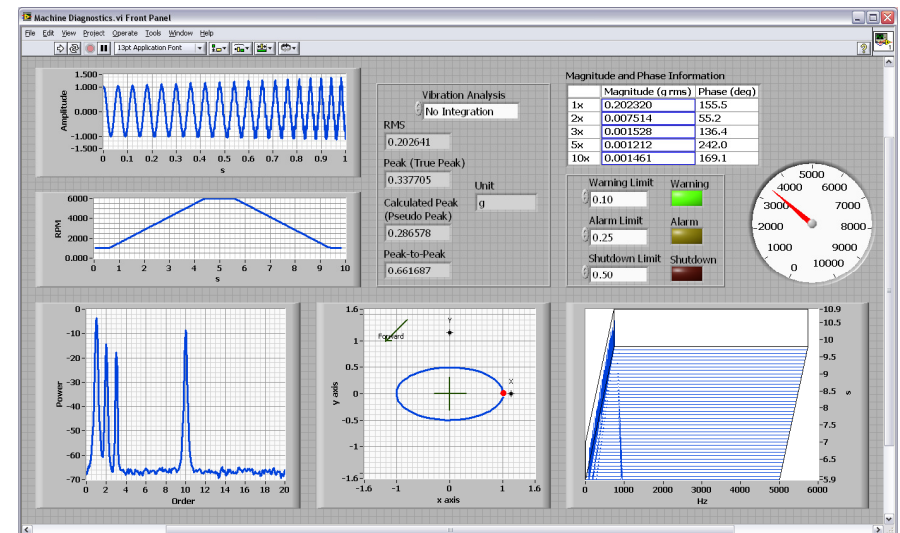 Machine Diagnostics.vi Front Panel
File Edit View Project Operate Tools Window Help
13pt Application Font
1.500
1.000
0.000
-1.000
-1.500
Amplitude
0 0.1 0.2 0.3 0.4 0.5 0.6 0.7 0.8 0.9 1
s
6000
4000
2000
0.000
RPM
0 1 2 3 4 5 6 7 8 9 10
s
Vibration Analysis
No Integration
RMS
0.202641
Peak (True Peak)
0.337705
Unit
g
Calculated Peak
(Pseudo Peak)
0.286578
Peak-to-Peak
0.661687
Magnitude and Phase Information
Magnitude (g rms) Phase (deg)
1x 0.202320 155.5
2x 0.007514 55.2
3x 0.001528 136.4
5x 0.001212 242.0
10x 0.001461 169.1
Warning Limit Warning
0.10
Alarm Limit Alarm
0.25
Shutdown Limit Shutdown
0.50
0 1000 2000 3000 4000 5000 6000 7000 8000 9000 10000
0
-10
-20
-30
-40
-50
-60
-70
Power
0 2 4 6 8 10 12 14 16 18 20
Order
1.6
1
0.5
0
-0.5
-1
-1.6
y axis
Forward
Y
X
-1.6 -1 0 1 1.6
x axis
-10.9
-10.5
-10
-9.5
-9
-8.5
-8
-7.5
-7
-6.5
-5.9
s
0 1000 2000 3000 4000 5000 6000
Hz